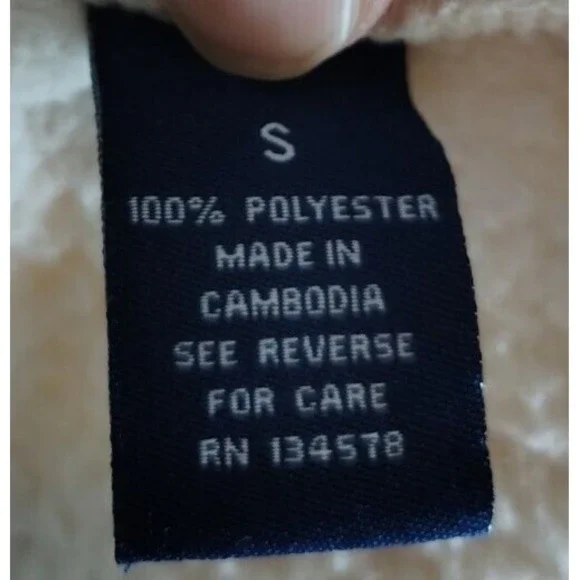 S
100% POLYESTER
MADE IN
CAMBODIA
SEE REVERSE
FOR CARE
RN 134578